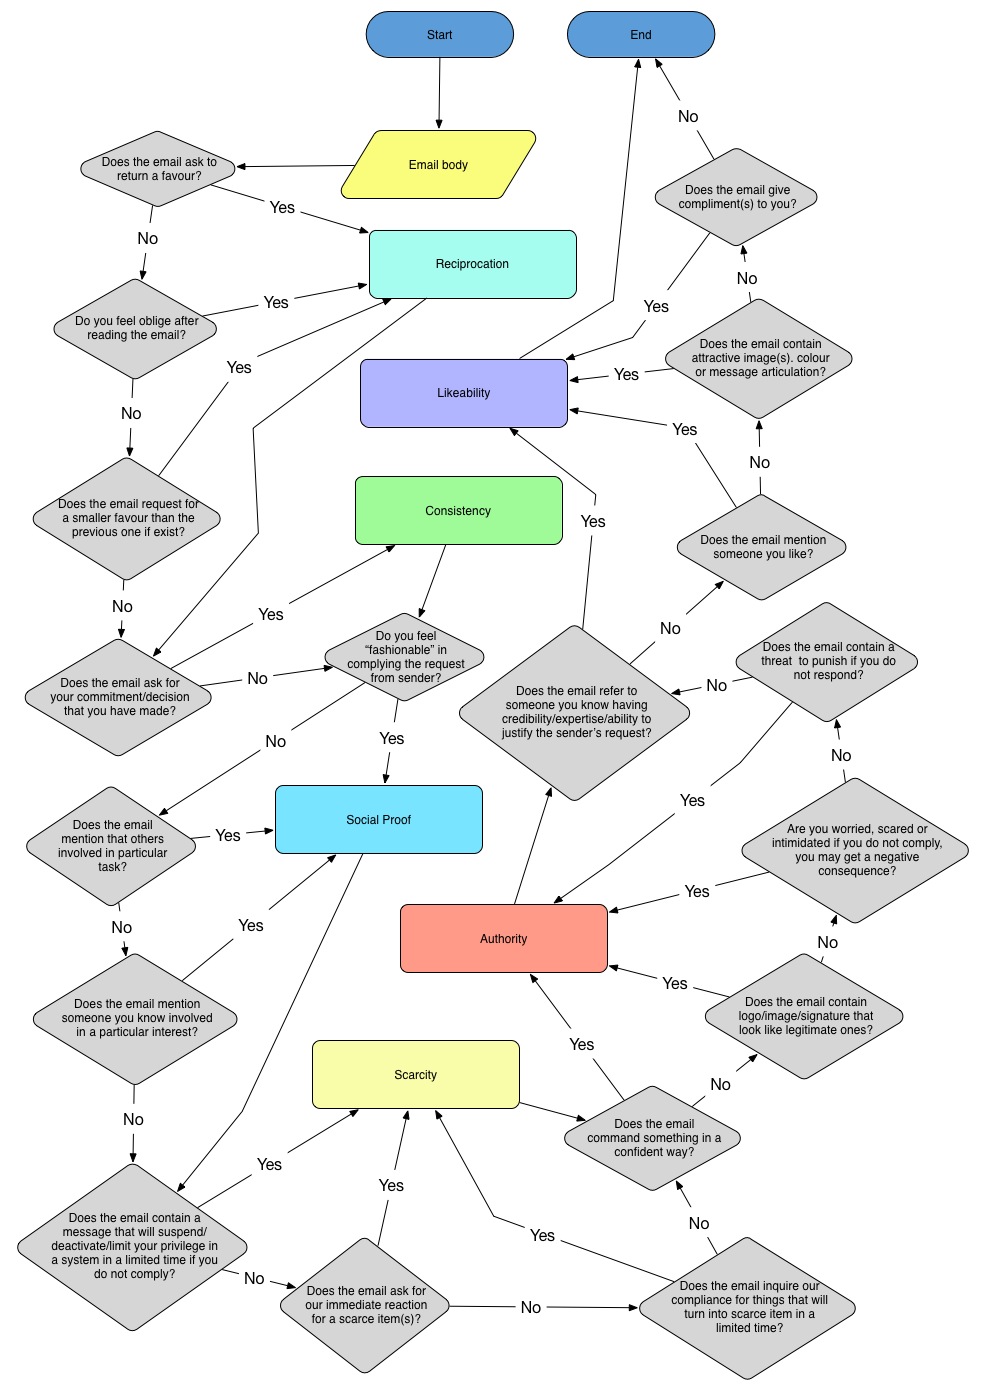 Start
End
No
Email body
Does the email ask to
return a favour?
Yes
Does the email give
compliment(s) to you?
No
Reciprocation
No
Yes
Yes
Do you feel oblige after
reading the email?
Does the email contain
attractive image(s). colour
or message articulation?
Yes
Yes
Likeability
No
Yes
No
Does the email request for
a smaller favour than the
previous one if exist?
Consistency
Yes
Does the email mention
someone you like?
No
Yes
No
Do you feel
“fashionable” in
complying the request
from sender?
Does the email contain a
threat to punish if you do
not respond?
No
No
Does the email ask for
your commitment/decision
that you have made?
Does the email refer to
someone you know having
credibility/expertise/ability to
justify the sender's request?
No
Yes
No
Yes
Social Proof
Does the email
mention that others
involved in particular
task?
Yes
Are you worried, scared or
intimidated if you do not comply,
you may get a negative
consequence?
Yes
No
Yes
Authority
No
Yes
Does the email mention
someone you know involved
in a particular interest?
Does the email contain
logo/image/signature that
look like legitimate ones?
Yes
Scarcity
No
No
Does the email
command something in a
confident way?
Yes
Yes
Does the email contain a
message that will suspend/
deactivate/limit your privilege in
a system in a limited time if you
do not comply?
No
Yes
No
Does the email ask for
our immediate reaction
for a scarce item(s)?
No
Does the email inquire our
compliance for things that will
turn into scarce item in a
limited time?